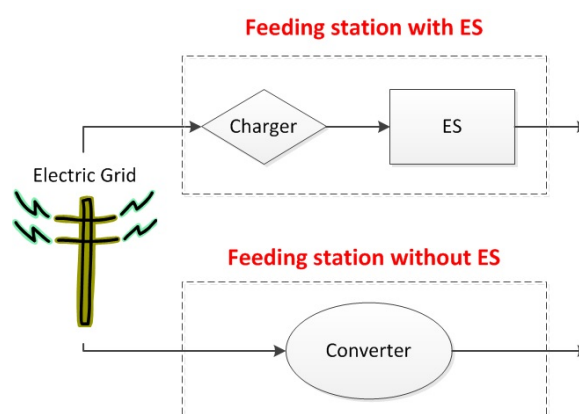 Feeding station with ES
Charger
ES
Electric Grid
Feeding station without ES
Converter